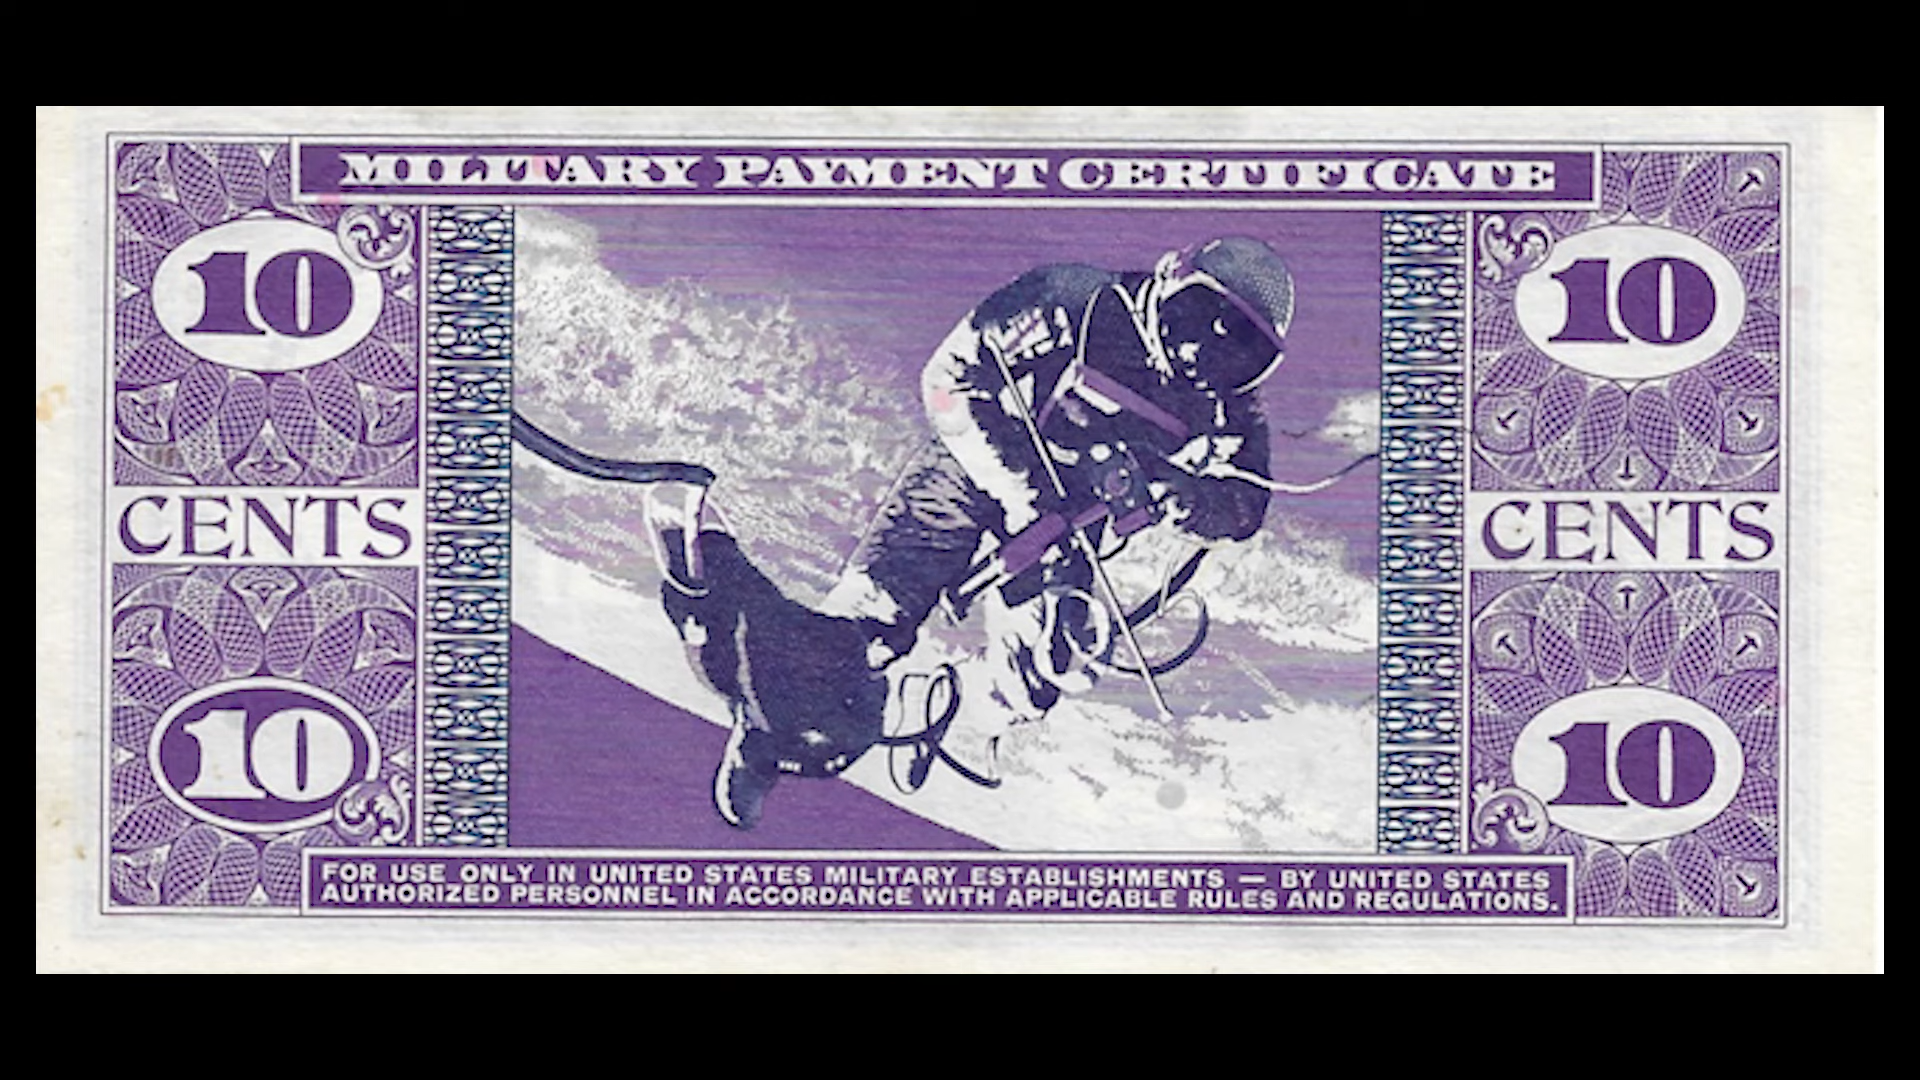 MILITARY PAYMENT CERTIFICATE
10
10
CENTS
CENTS
10
10
FOR USE ONLY IN UNITED STATES MILITARY ESTABLISHMENTS — BY UNITED STATES
AUTHORIZED PERSONNEL IN ACCORDANCE WITH APPLICABLE RULES AND REGULATIONS.